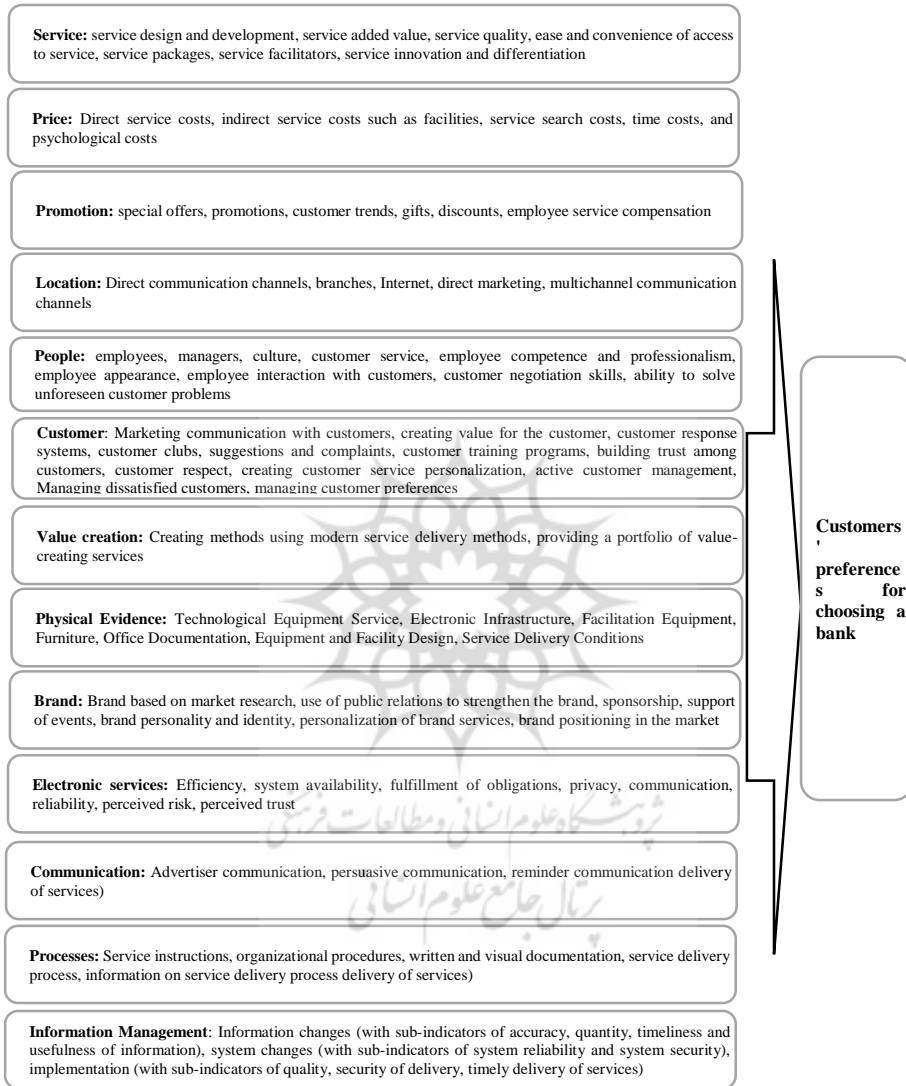 Service: service design and development, service added value, service quality, ease and convenience of access
to service, service packages, service facilitators, service innovation and differentiation
Price: Direct service costs, indirect service costs such as facilities, service search costs, time costs, and
psychological costs
Promotion: special offers, promotions, customer trends, gifts, discounts, employee service compensation
Location: Direct communication channels, branches, Internet, direct marketing, multichannel communication
channels
People: employees, managers, culture, customer service, employee competence and professionalism,
employee appearance, employee interaction with customers, customer negotiation skills, ability to solve
unforeseen customer problems
Customer: Marketing communication with customers, creating value for the customer, customer response
systems, customer clubs, suggestions and complaints, customer training programs, building trust among
customers, customer respect, creating customer service personalization, active customer management,
Managing dissatisfied customers, managing customer preferences
Value creation: Creating methods using modern service delivery methods, providing a portfolio of value-
creating services
Physical Evidence: Technological Equipment Service, Electronic Infrastructure, Facilitation Equipment,
Furniture, Office Documentation, Equipment and Facility Design, Service Delivery Conditions
Brand: Brand based on market research, use of public relations to strengthen the brand, sponsorship, support
of events, brand personality and identity, personalization of brand services, brand positioning in the market
Electronic services: Efficiency, system availability, fulfillment of obligations, privacy, communication,
reliability, perceived risk, perceived trust
پژوهشگاه علوم انسانی و مطالعات فرهنگی
Communication: Advertiser communication, persuasive communication, reminder communication delivery
of services)
پرتال جامع علوم انسانی
Processes: Service instructions, organizational procedures, written and visual documentation, service delivery
process, information on service delivery process delivery of services)
Information Management: Information changes (with sub-indicators of accuracy, quantity, timeliness and
usefulness of information), system changes (with sub-indicators of system reliability and system security),
implementation (with sub-indicators of quality, security of delivery, timely delivery of services)
Customers
'
preference
s for
choosing a
bank